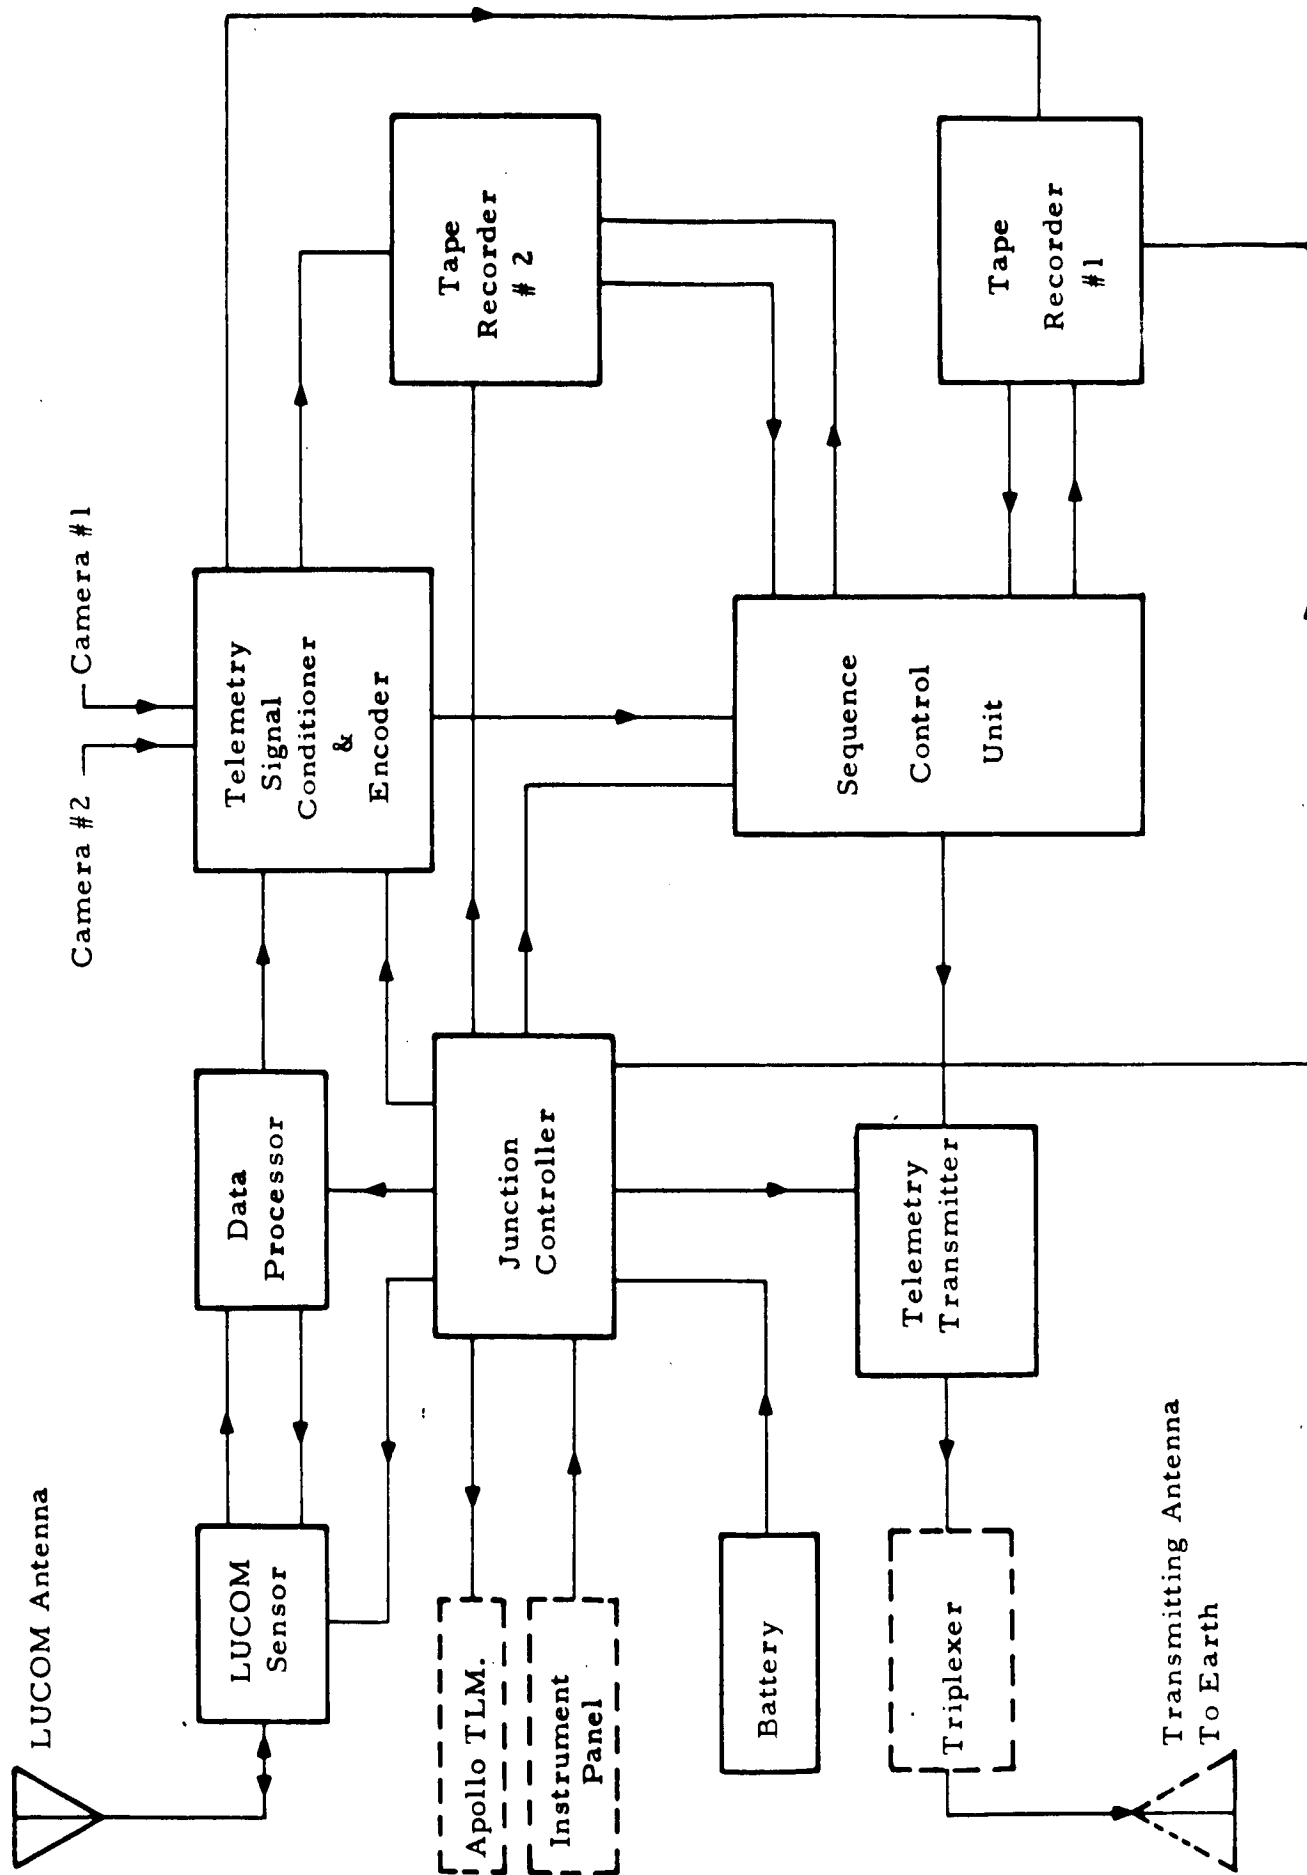 LUCOM Antenna
Camera #2
Camera #1
LUCOM
Sensor
Data
Processor
Telemetry
Signal
Conditioner
&
Encoder
Tape
Recorder
# 2
Apollo TLM.
Instrument
Panel
Junction
Controller
Battery
Sequence
Control
Unit
Tape
Recorder
#1
Triplexer
Telemetry
Transmitter
Transmitting Antenna
To Earth